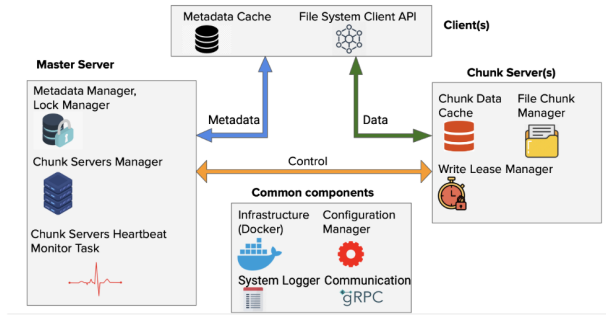 Metadata Cache
File System Client API
Client(s)
Master Server
Metadata Manager,
Lock Manager
Chunk Servers Manager
Chunk Servers Heartbeat
Monitor Task
Metadata
Data
Control
Chunk Server(s)
Chunk Data
Cache
File Chunk
Manager
Write Lease Manager
Common components
Infrastructure
(Docker)
Configuration
Manager
System Logger
Communication
gRPC